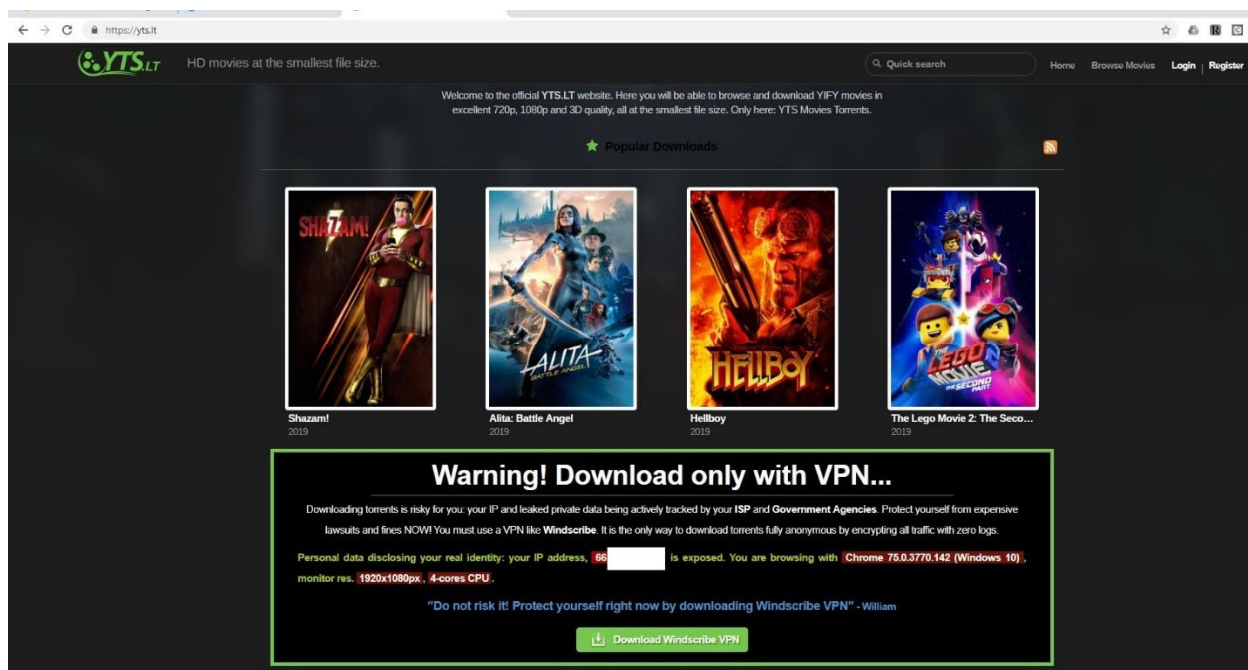 https://yts.lt
YTS.LT
HD movies at the smallest file size.
Quick search
Home Browse Movies Login | Register
Welcome to the official YTS.LT website. Here you will be able to browse and download YIFY movies in
excellent 720p, 1080p and 3D quality, all at the smallest file size. Only here: YTS Movies Torrents.
Popular Downloads
SHAZAM!
ALITA
BATTLE ANGEL
HELLBOY
THE
LEGO
MOVIE
THE SECOND
PART
Shazam!
2019
Alita: Battle Angel
2019
Hellboy
2019
The Lego Movie 2: The Seco...
2019
Warning! Download only with VPN...
Downloading torrents is risky for you: your IP and leaked private data being actively tracked by your ISP and Government Agencies. Protect yourself from expensive
lawsuits and fines NOW! You must use a VPN like Windscribe. It is the only way to download torrents fully anonymous by encrypting all traffic with zero logs.
Personal data disclosing your real identity: your IP address, 66 is exposed. You are browsing with Chrome 75.0.3770.142 (Windows 10) ,
monitor res. 1920x1080px , 4-cores CPU .
"Do not risk it! Protect yourself right now by downloading Windscribe VPN" - William
Download Windscribe VPN